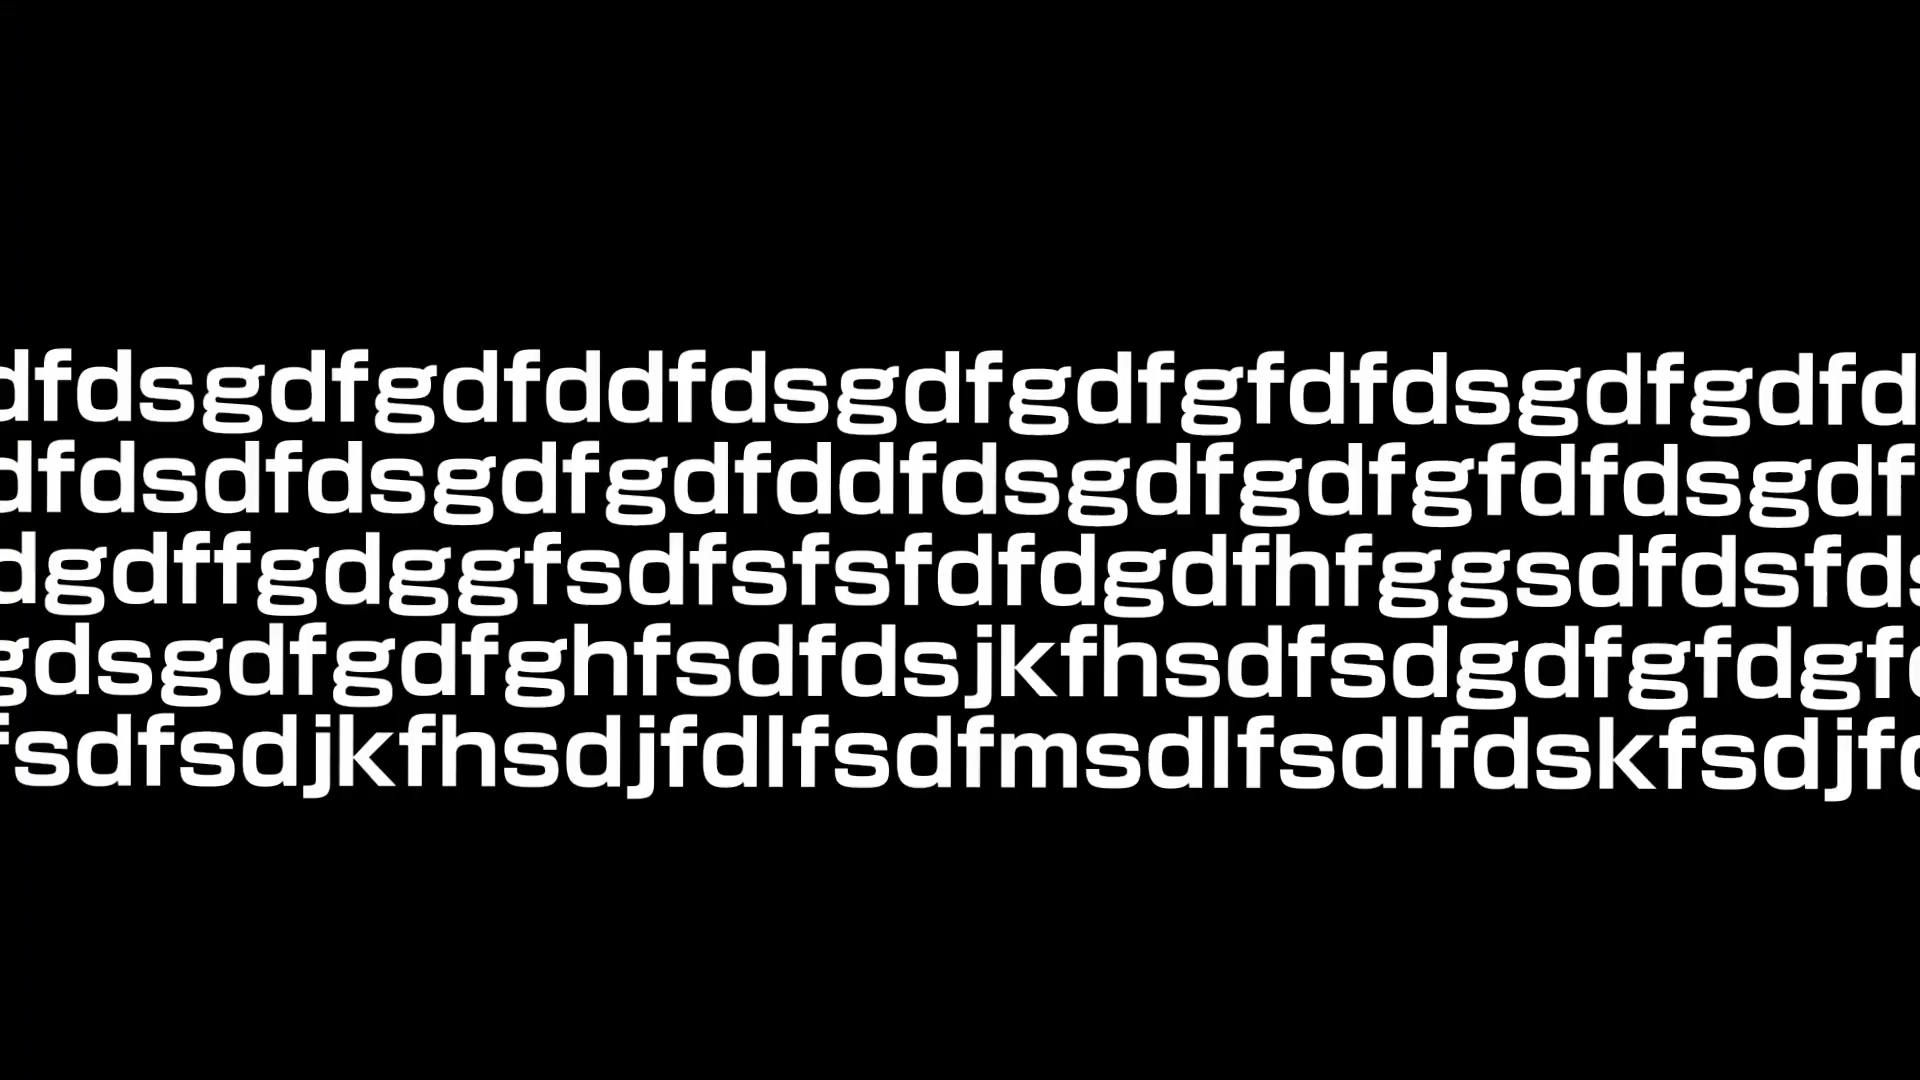 dfdsgdfgdfddfdsgdfgdfgfdfdsgdfgdfd
dfdsdfdsgdfgdfddfdsgdfgdfgfdfdsgdf
dgdffgdggfsdfsfsfdfdgdfhfggsdfdsfds
gdsgdfgdfghfsdfdsjkfhsdfsdgdfgfdgfd
fsdfsdjkfhsdjfdlfsdfmsdlfsdlfdskfsdjfd